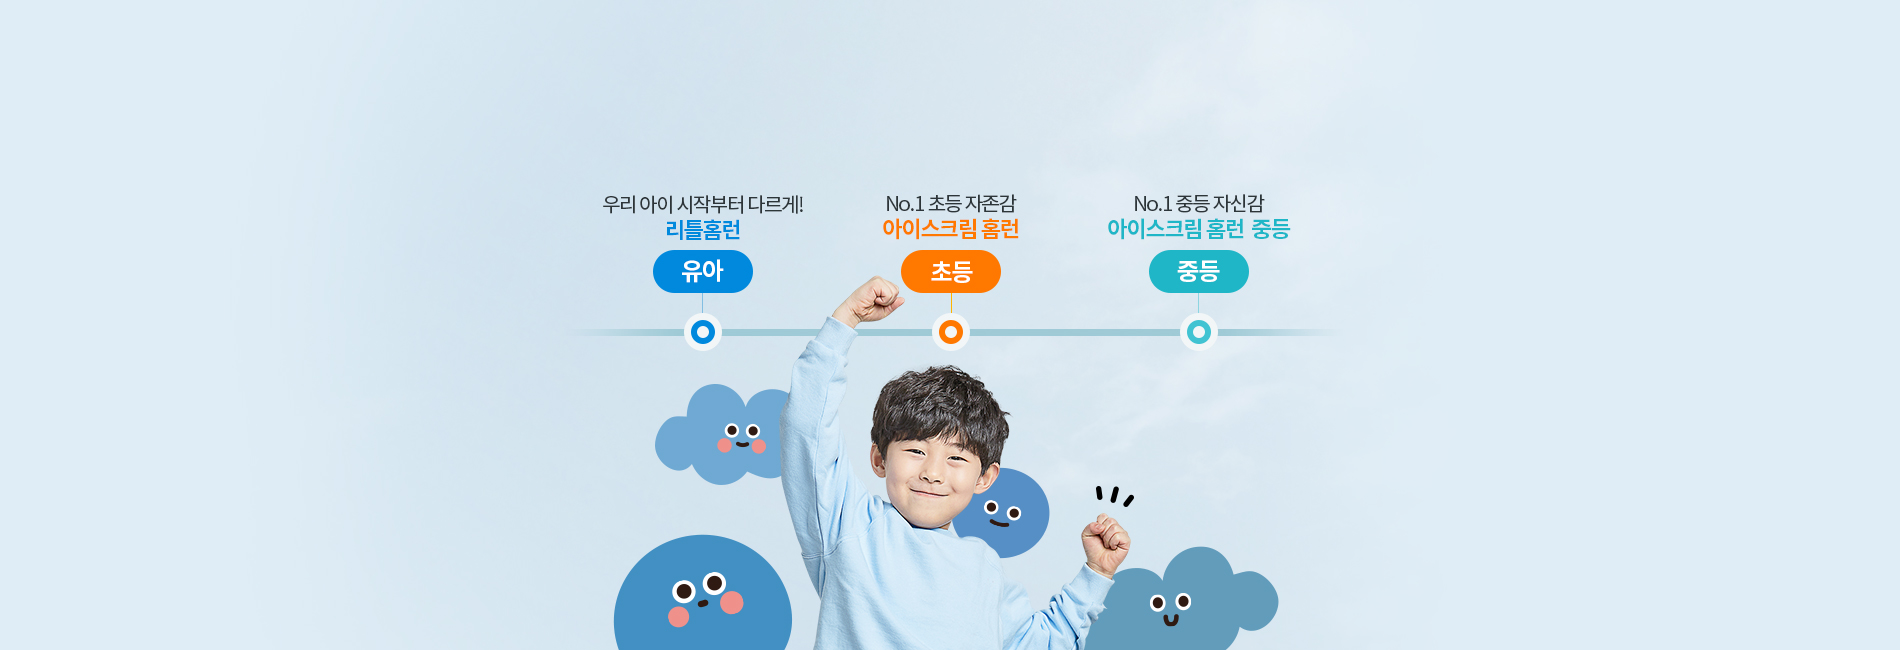 우리 아이 시작부터 다르게!
리틀홈런
유아
No.1 초등 자존감
아이스크림 홈런
초등
No.1 중등 자신감
아이스크림 홈런 중등
중등